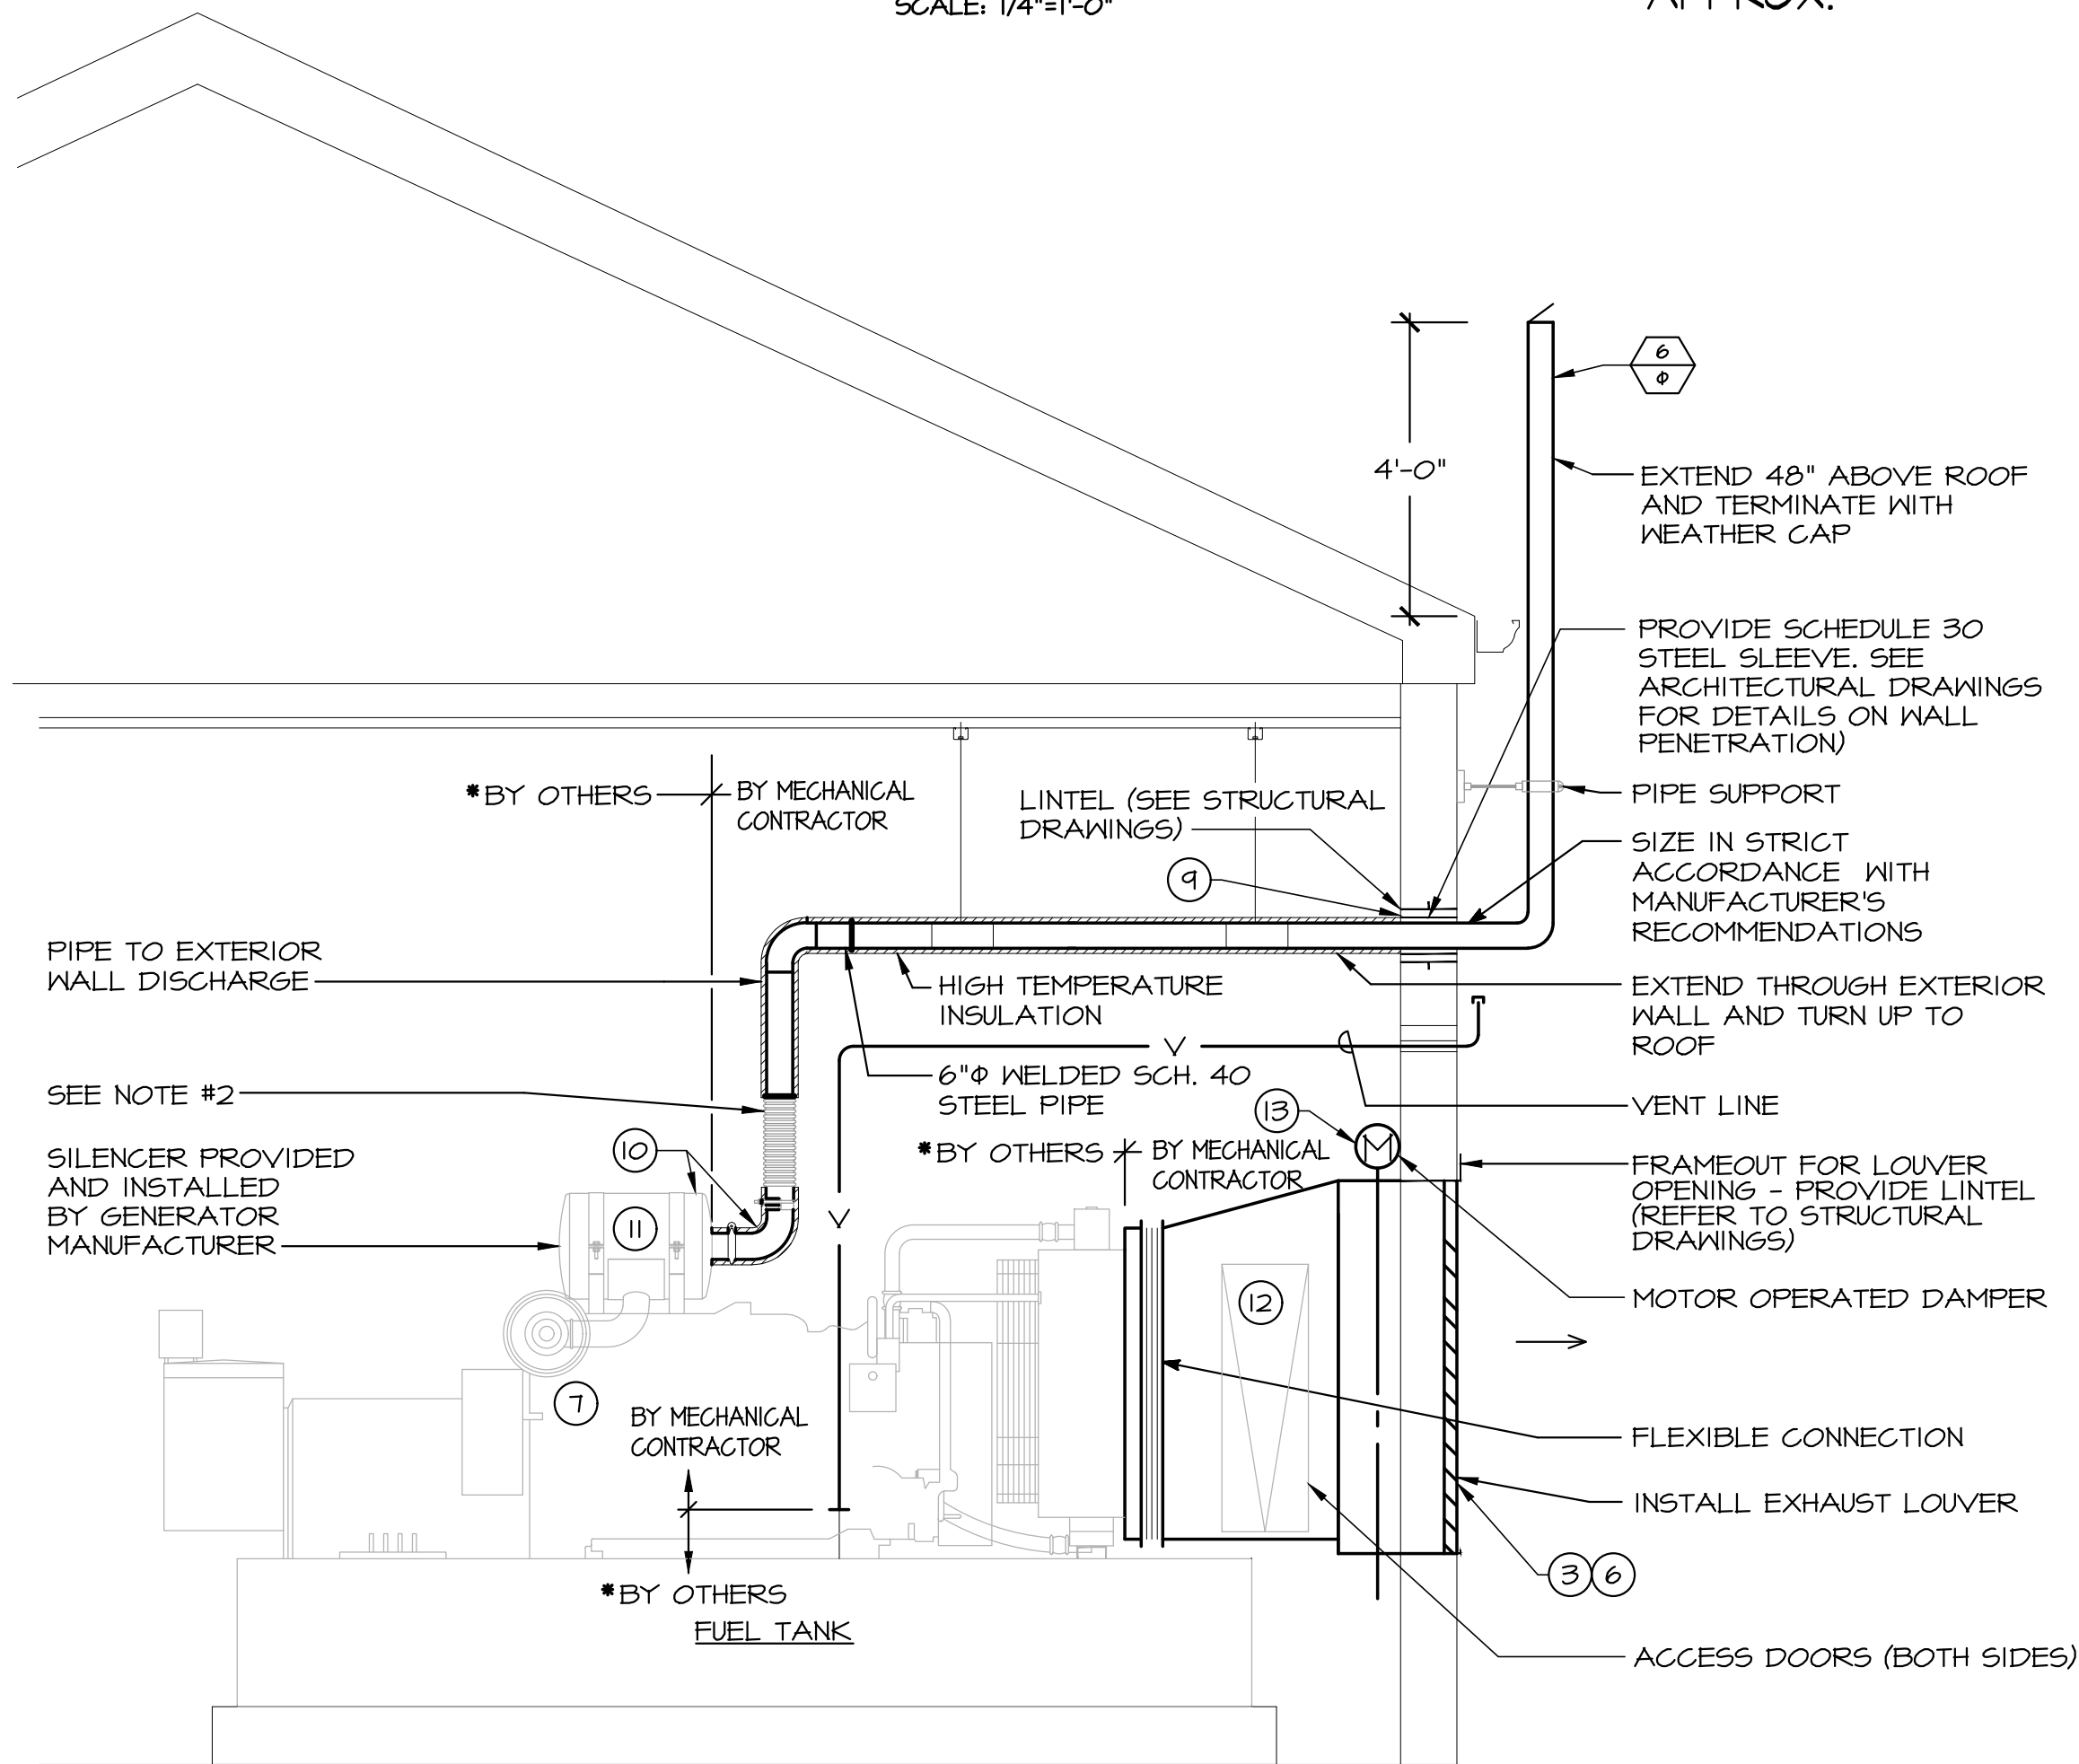 SCALE: 1/4"=1'-0"
APPROX.
6
Φ
4'-0"
EXTEND 48" ABOVE ROOF
AND TERMINATE WITH
WEATHER CAP
PROVIDE SCHEDULE 30
STEEL SLEEVE. SEE
ARCHITECTURAL DRAWINGS
FOR DETAILS ON WALL
PENETRATION)
*BY OTHERS
BY MECHANICAL
CONTRACTOR
LINTEL (SEE STRUCTURAL
DRAWINGS)
PIPE SUPPORT
9
SIZE IN STRICT
ACCORDANCE WITH
MANUFACTURER'S
RECOMMENDATIONS
PIPE TO EXTERIOR
WALL DISCHARGE
HIGH TEMPERATURE
INSULATION
EXTEND THROUGH EXTERIOR
WALL AND TURN UP TO
ROOF
V
6"Φ WELDED SCH. 40
STEEL PIPE
SEE NOTE #2
13
VENT LINE
M
*BY OTHERS
BY MECHANICAL
CONTRACTOR
10
SILENCER PROVIDED
AND INSTALLED
BY GENERATOR
MANUFACTURER
11
V
FRAMEOUT FOR LOUVER
OPENING - PROVIDE LINTEL
(REFER TO STRUCTURAL
DRAWINGS)
12
MOTOR OPERATED DAMPER
7
BY MECHANICAL
CONTRACTOR
FLEXIBLE CONNECTION
INSTALL EXHAUST LOUVER
3 6
*BY OTHERS
FUEL TANK
ACCESS DOORS (BOTH SIDES)